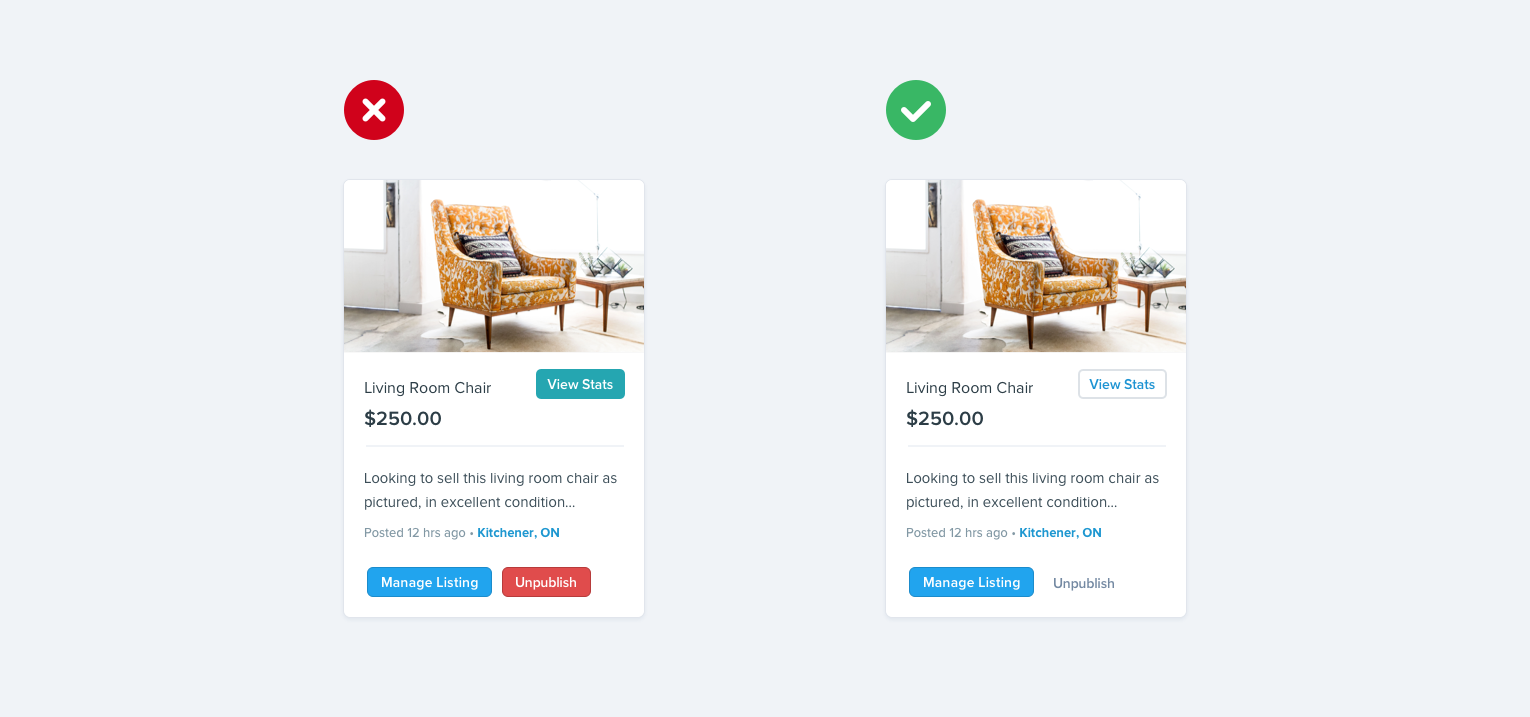 Living Room Chair
View Stats
$250.00
Looking to sell this living room chair as
pictured, in excellent condition...
Posted 12 hrs ago • Kitchener, ON
Manage Listing
Unpublish
Living Room Chair
View Stats
$250.00
Looking to sell this living room chair as
pictured, in excellent condition...
Posted 12 hrs ago • Kitchener, ON
Manage Listing
Unpublish